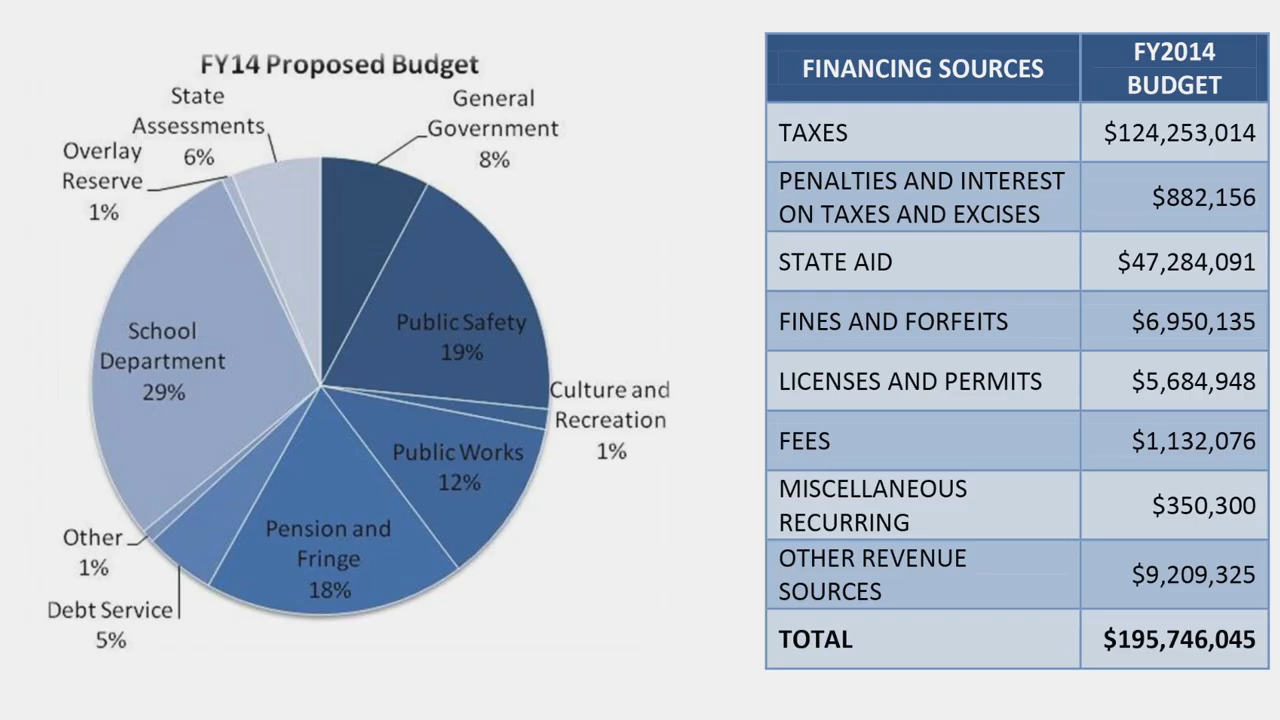 FY14 Proposed Budget
State
Assessments
6%
General
Government
8%
Overlay
Reserve
1%
Public Safety
19%
School
Department
29%
Culture and
Recreation
1%
Public Works
12%
Pension and
Fringe
18%
Other
1%
Debt Service
5%
FINANCING SOURCES
FY2014
BUDGET
TAXES
$124,253,014
PENALTIES AND INTEREST
ON TAXES AND EXCISES
$882,156
STATE AID
$47,284,091
FINES AND FORFEITS
$6,950,135
LICENSES AND PERMITS
$5,684,948
FEES
$1,132,076
MISCELLANEOUS
RECURRING
$350,300
OTHER REVENUE
SOURCES
$9,209,325
TOTAL
$195,746,045